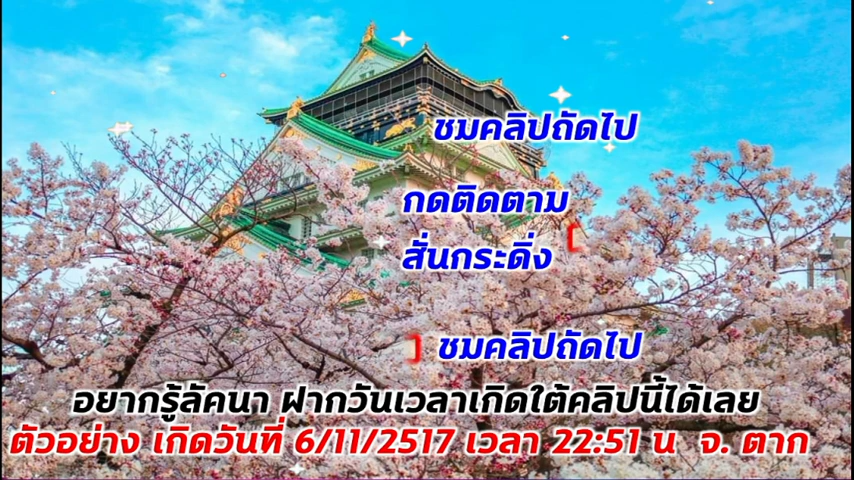 ชมคลิปถัดไป
กดติดตาม
สั่นกระดิ่ง
ชมคลิปถัดไป
อยากรู้ลัคนา ฝากวันเวลาเกิดใต้คลิปนี้ได้เลย
ตัวอย่าง เกิดวันที่ 6/11/2517 เวลา 22:51 น จ. ตาก